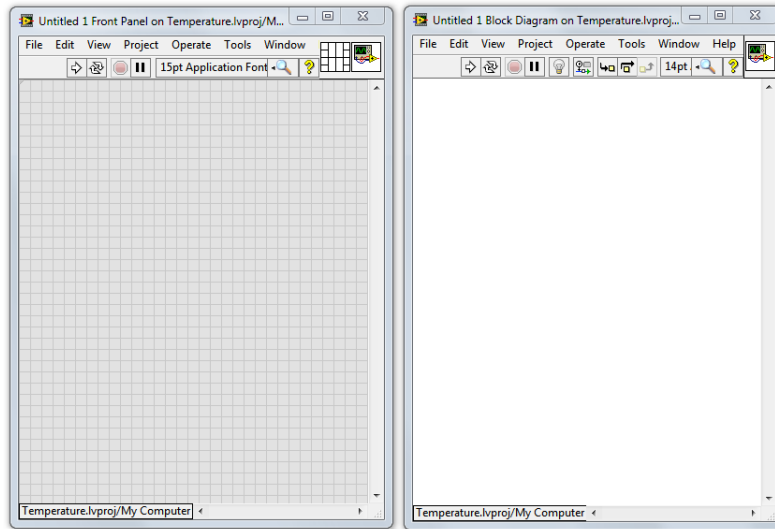 Untitled 1 Front Panel on Temperature.lvproj/M...
File Edit View Project Operate Tools Window
15pt Application Font
?
Temperature.lvproj/My Computer
Untitled 1 Block Diagram on Temperature.lvproj...
File Edit View Project Operate Tools Window Help
14pt
?
Temperature.lvproj/My Computer